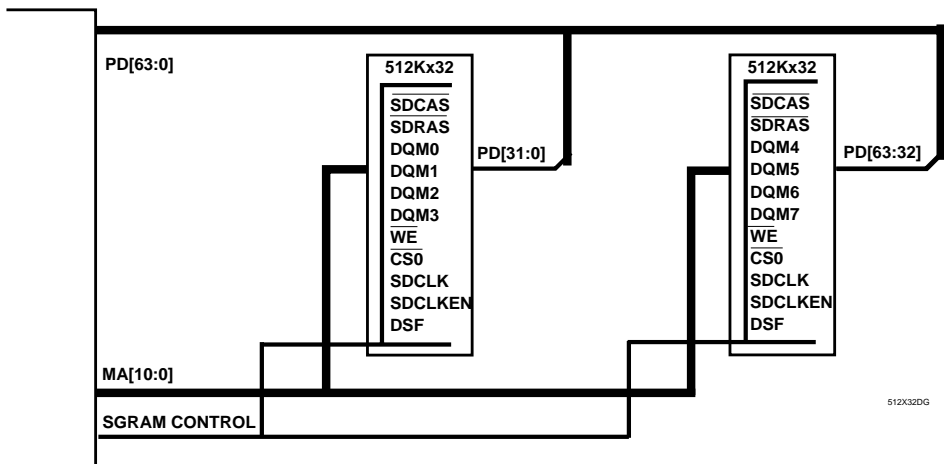 PD[63:0]
512Kx32
SDCAS
SDRAS
DQM0
DQM1
DQM2
DQM3
WE
CS0
SDCLK
SDCLKEN
DSF
PD[31:0]
512Kx32
SDCAS
SDRAS
DQM4
DQM5
DQM6
DQM7
WE
CS0
SDCLK
SDCLKEN
DSF
PD[63:32]
MA[10:0]
SGRAM CONTROL
512X32DG